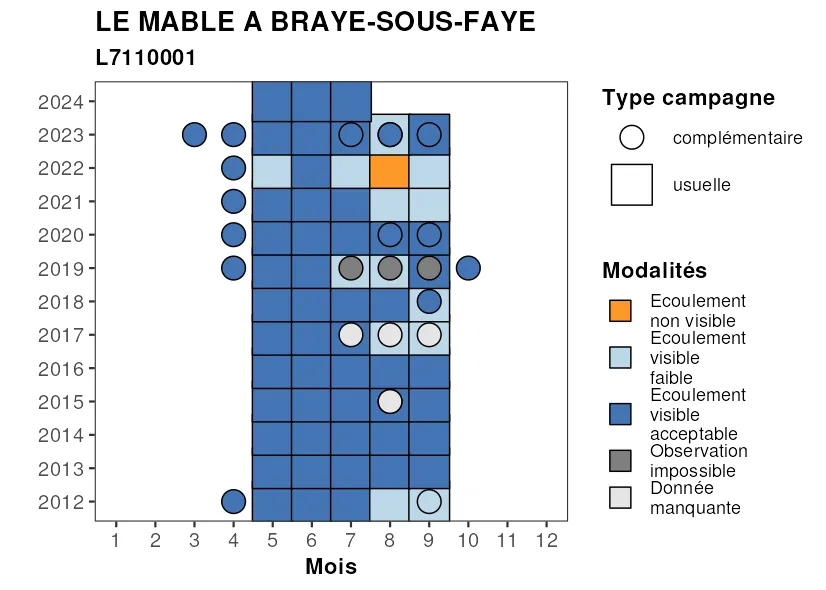 LE MABLE A BRAYE-SOUS-FAYE
L7110001
2024
2023
2022
2021
2020
2019
2018
2017
2016
2015
2014
2013
2012
1 2 3 4 5 6 7 8 9 10 11 12
Mois
Type campagne
complémentaire
usuelle
Modalités
Ecoulement
non visible
Ecoulement
visible
faible
Ecoulement
visible
acceptable
Observation
impossible
Donnée
manquante